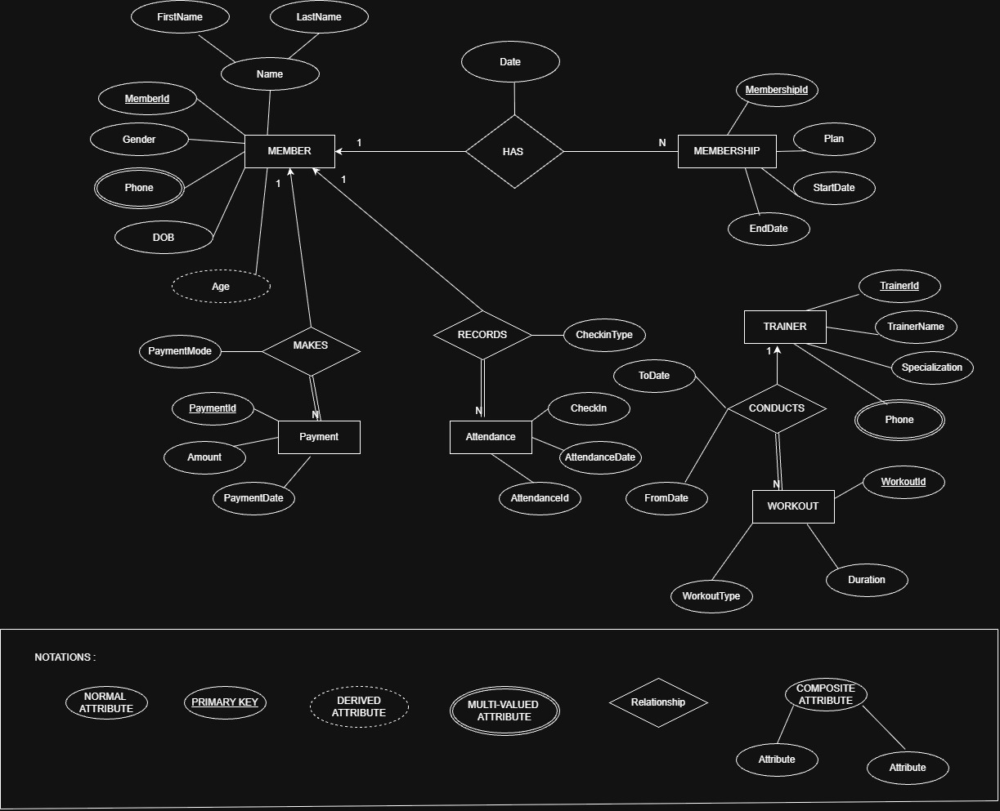 FirstName
LastName
Name
Date
MemberId
MembershipId
Gender
Plan
MEMBER
1
HAS
N
MEMBERSHIP
Phone
1
1
StartDate
DOB
EndDate
Age
TrainerId
TRAINER
TrainerName
PaymentMode
MAKES
RECORDS
CheckinType
1
Specialization
ToDate
PaymentId
N
N
CheckIn
CONDUCTS
Phone
Payment
Attendance
Amount
AttendanceDate
PaymentDate
AttendanceId
FromDate
N
WorkoutId
WORKOUT
WorkoutType
Duration
NOTATIONS :
NORMAL
ATTRIBUTE
PRIMARY KEY
DERIVED
ATTRIBUTE
MULTI-VALUED
ATTRIBUTE
Relationship
COMPOSITE
ATTRIBUTE
Attribute
Attribute